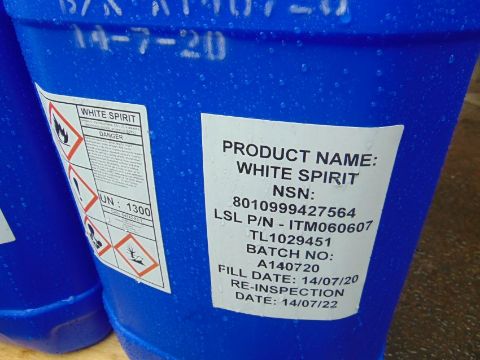 14-7-20
WHITE SPIRIT
DANGER
UN : 1300
PRODUCT NAME:
WHITE SPIRIT
NSN:
8010999427564
LSL P/N - ITM060607
TL1029451
BATCH NO:
A140720
FILL DATE: 14/07/20
RE-INSPECTION
DATE: 14/07/22